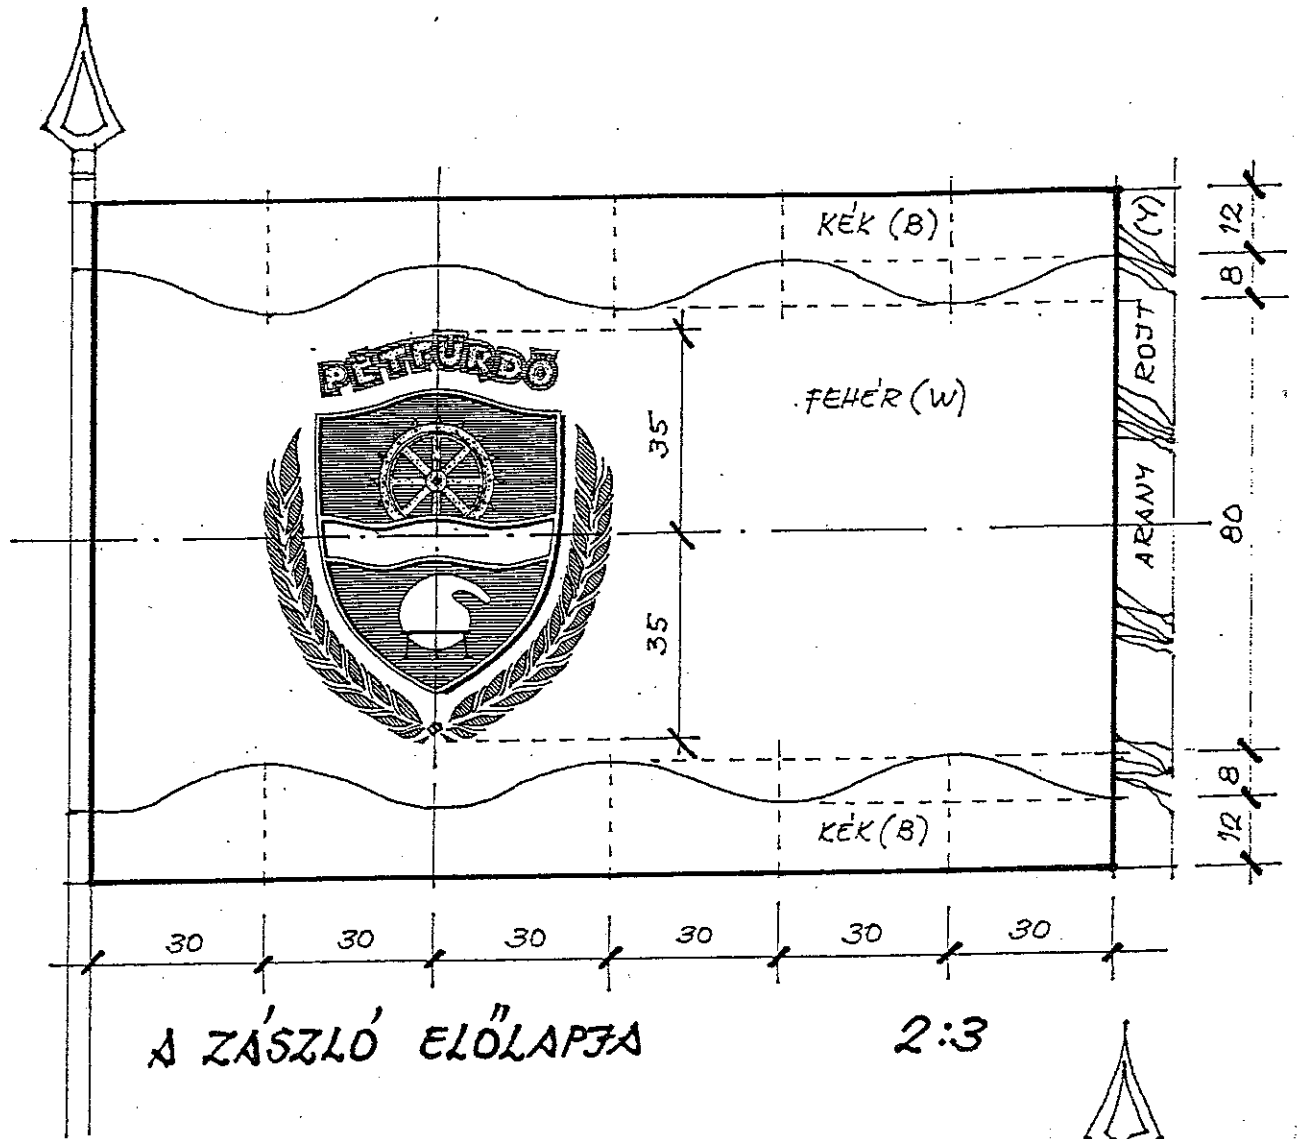 KÉK (B)
12
8
ARANY ROJT (Y)
PÉTFÜRDŐ
FEHÉR (W)
35
80
35
8
12
KÉK (B)
30 30 30 30 30 30
A ZÁSZLÓ ELŐLAPJA 2:3